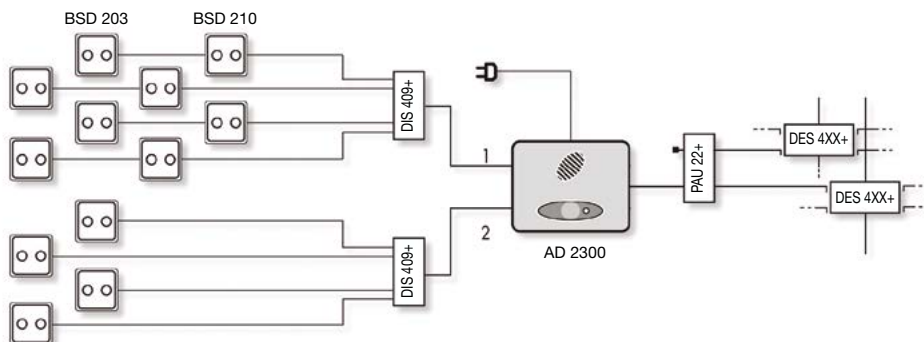 BSD 203
BSD 210
DIS 409+
1
2
DIS 409+
AD 2300
PAU 22+
DES 4XX+
DES 4XX+